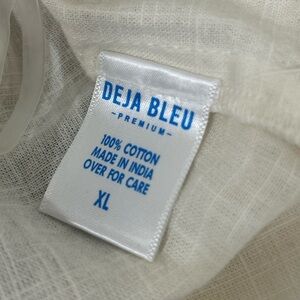 DEJA BLEU
-PREMIUM-
100% COTTON
MADE IN INDIA
OVER FOR CARE
XL